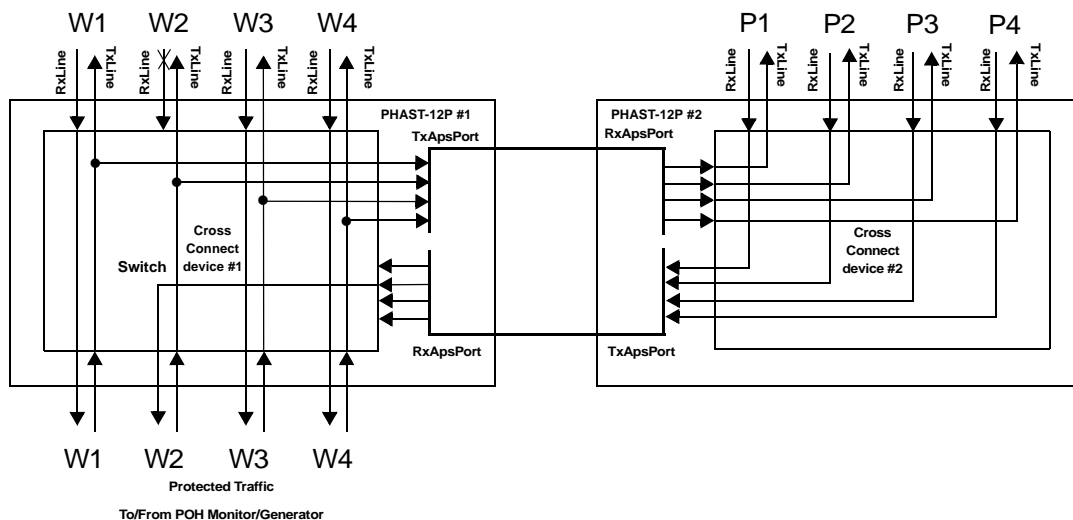 W1 W2 W3 W4 P1 P2 P3 P4
RxLine TxLine RxLine TxLine RxLine TxLine RxLine TxLine RxLine TxLine RxLine TxLine RxLine TxLine RxLine TxLine
PHAST-12P #1
TxApsPort
PHAST-12P #2
RxApsPort
Cross
Connect
device #1
Switch
Cross
Connect
device #2
RxApsPort
TxApsPort
W1 W2 W3 W4
Protected Traffic
To/From POH Monitor/Generator